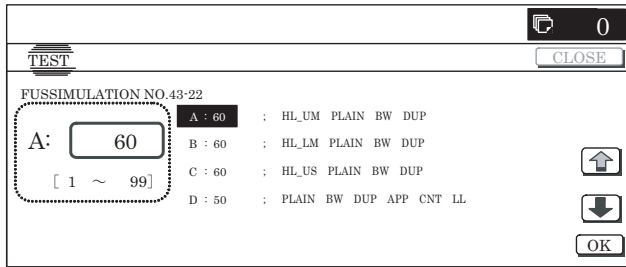 0
TEST
CLOSE
FUSSIMULATION NO.43-22
A : 60 ; HL_UM PLAIN BW DUP
A: 60
B : 60 ; HL_LM PLAIN BW DUP
C : 60 ; HL_US PLAIN BW DUP
[ 1 ～ 99]
D : 50 ; PLAIN BW DUP APP CNT LL
OK